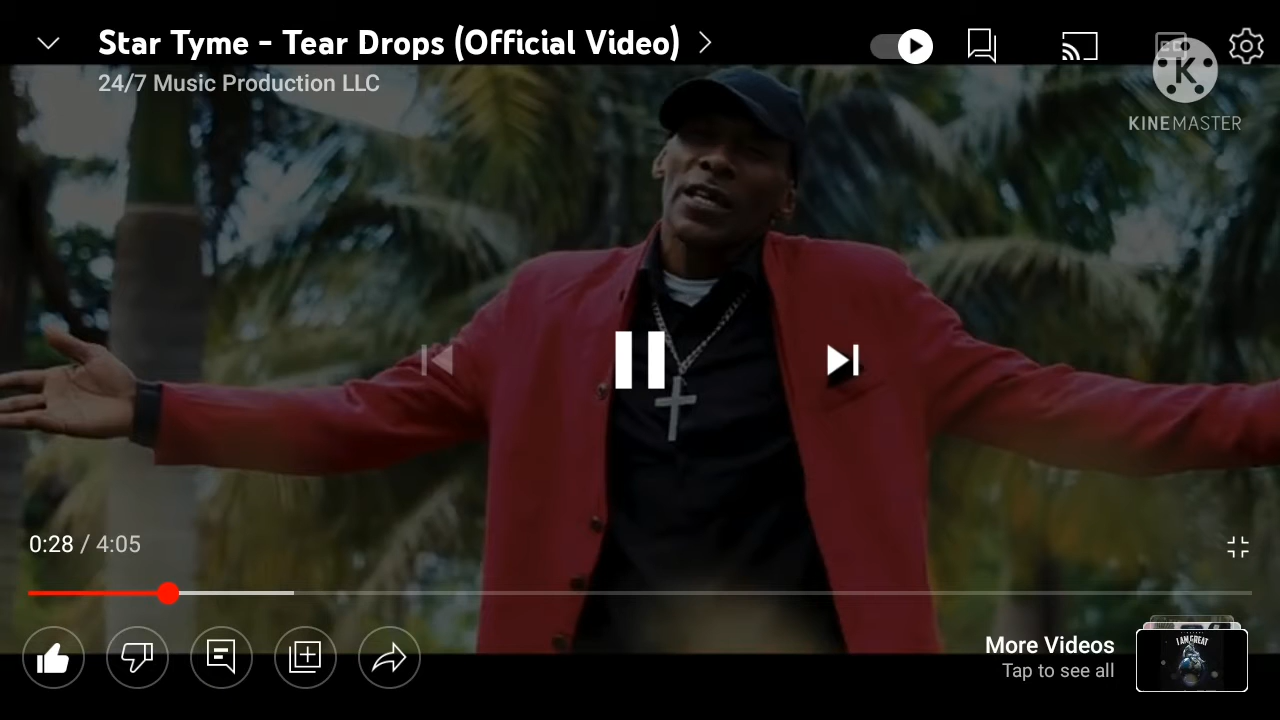 Star Tyme - Tear Drops (Official Video)
24/7 Music Production LLC
CC
K
KINEMASTER
0:28 / 4:05
More Videos
Tap to see all
I AM GREAT